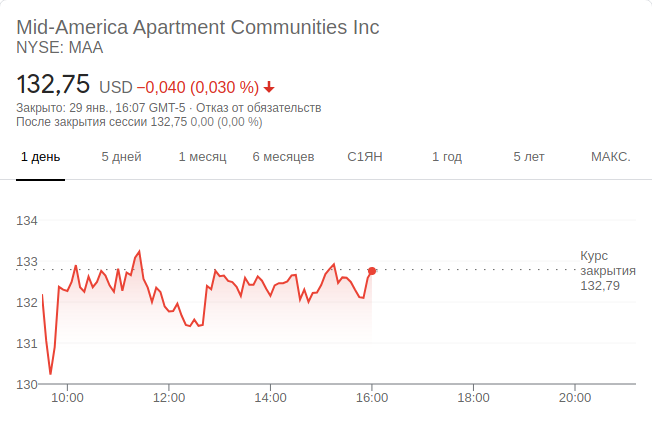 Mid-America Apartment Communities Inc
NYSE: MAA
132,75 USD −0,040 (0,030 %)
Закрыто: 29 янв., 16:07 GMT-5 · Отказ от обязательств
После закрытия сессии 132,75 0,00 (0,00 %)
1 день 5 дней 1 месяц 6 месяцев С1ЯН 1 год 5 лет МАКС.
134
133
132
131
130
Курс
закрытия
132,79
10:00 12:00 14:00 16:00 18:00 20:00